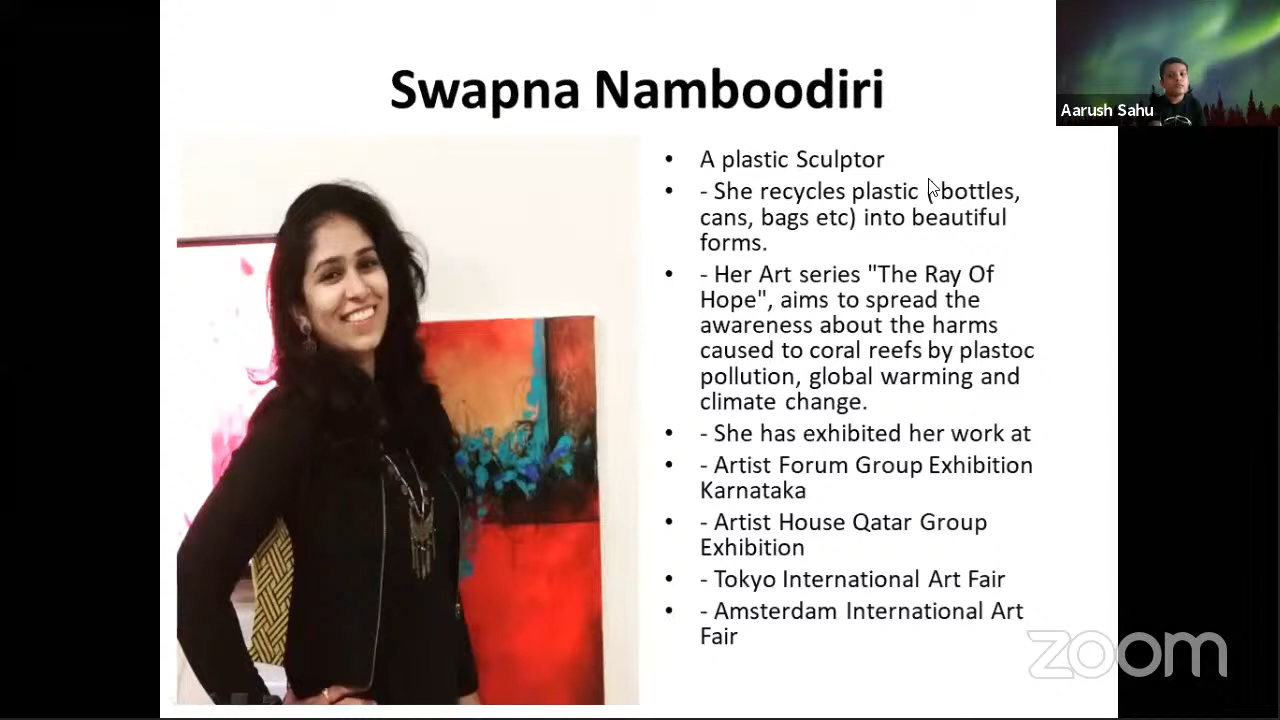 Swapna Namboodiri
Aarush Sahu
• A plastic Sculptor
• - She recycles plastic ( bottles,
cans, bags etc) into beautiful
forms.
• - Her Art series "The Ray Of
Hope", aims to spread the
awareness about the harms
caused to coral reefs by plastoc
pollution, global warming and
climate change.
• - She has exhibited her work at
• - Artist Forum Group Exhibition
Karnataka
• - Artist House Qatar Group
Exhibition
• - Tokyo International Art Fair
• - Amsterdam International Art
Fair
zoom